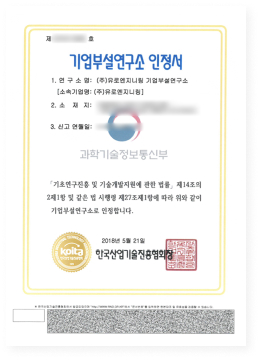 제 호
기업부설연구소 인정서
1. 연 구 소 명: (주)유로엔지니링 기업부설연구소
[소속기업명: (주)유로엔지니링]
2. 소 재 지:
3. 신고 연월일:
과학기술정보통신부
「기초연구진흥 및 기술개발지원에 관한 법률」 제14조의
2제1항 및 같은 법 시행령 제27조제1항에 따라 위와 같이
기업부설연구소로 인정합니다.
2018년 5월 21일
koita
한국산업기술진흥협회장